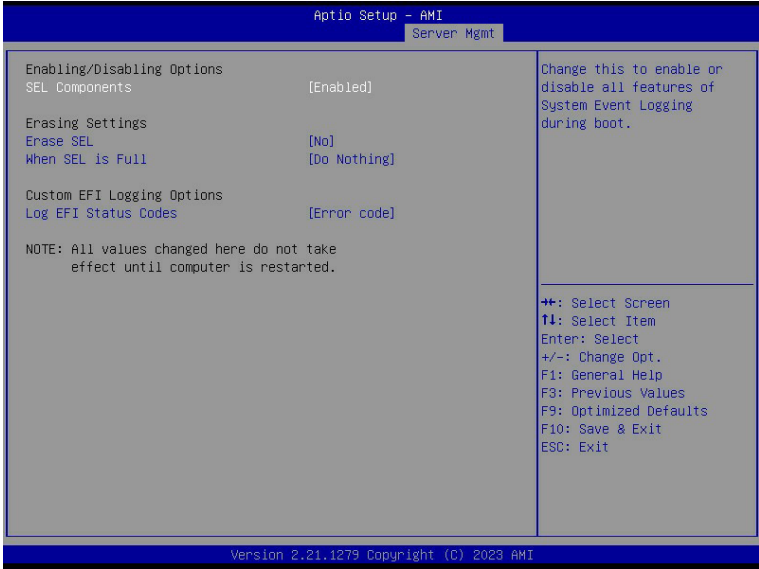 Aptio Setup – AMI
Server Mgmt
Enabling/Disabling Options
SEL Components [Enabled]
Erasing Settings
Erase SEL [No]
When SEL is Full [Do Nothing]
Custom EFI Logging Options
Log EFI Status Codes [Error code]
NOTE: All values changed here do not take
effect until computer is restarted.
Change this to enable or
disable all features of
System Event Logging
during boot.
→←: Select Screen
↑↓: Select Item
Enter: Select
+/-: Change Opt.
F1: General Help
F3: Previous Values
F9: Optimized Defaults
F10: Save & Exit
ESC: Exit
Version 2.21.1279 Copyright (C) 2023 AMI